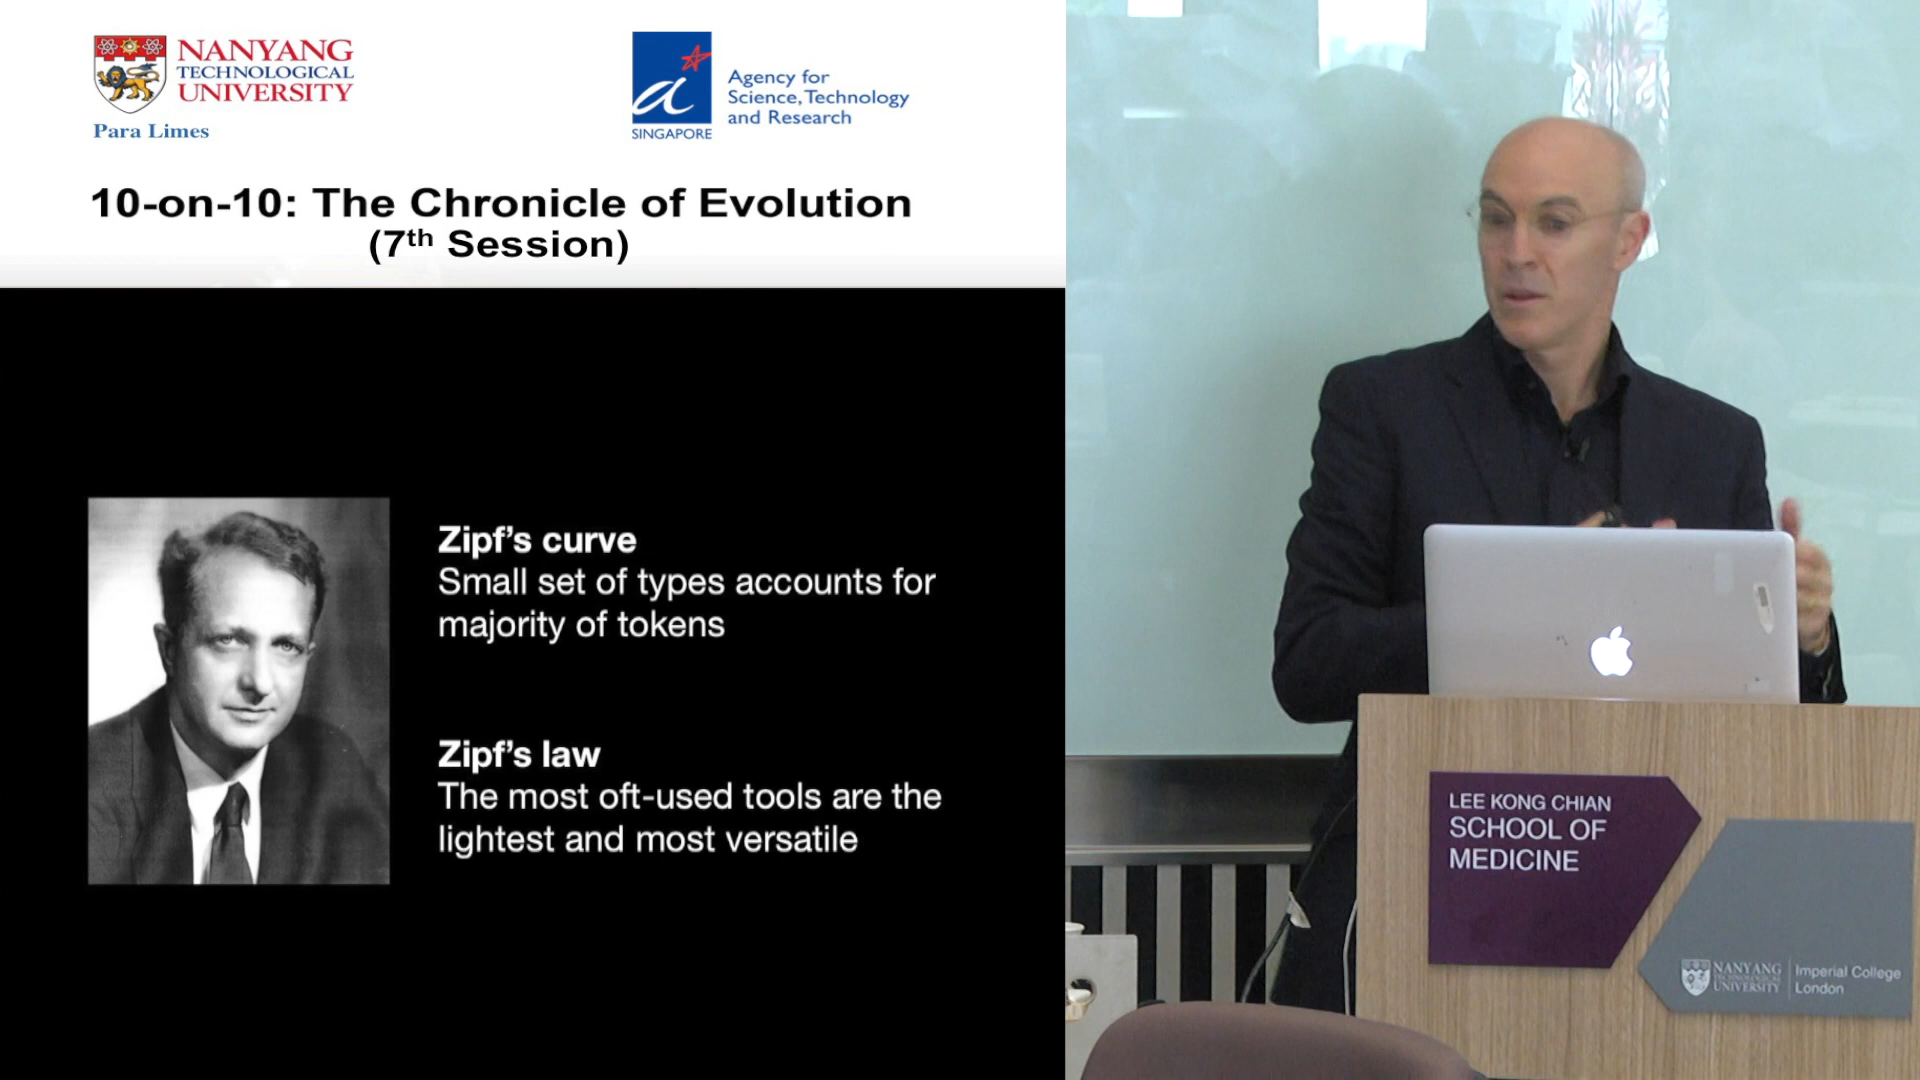 NANYANG
TECHNOLOGICAL
UNIVERSITY
Para Limes
SINGAPORE
Agency for
Science, Technology
and Research
10-on-10: The Chronicle of Evolution
(7th Session)
Zipf's curve
Small set of types accounts for
majority of tokens
Zipf's law
The most oft-used tools are the
lightest and most versatile
LEE KONG CHIAN
SCHOOL OF
MEDICINE
NANYANG
TECHNOLOGICAL
UNIVERSITY
Imperial College
London